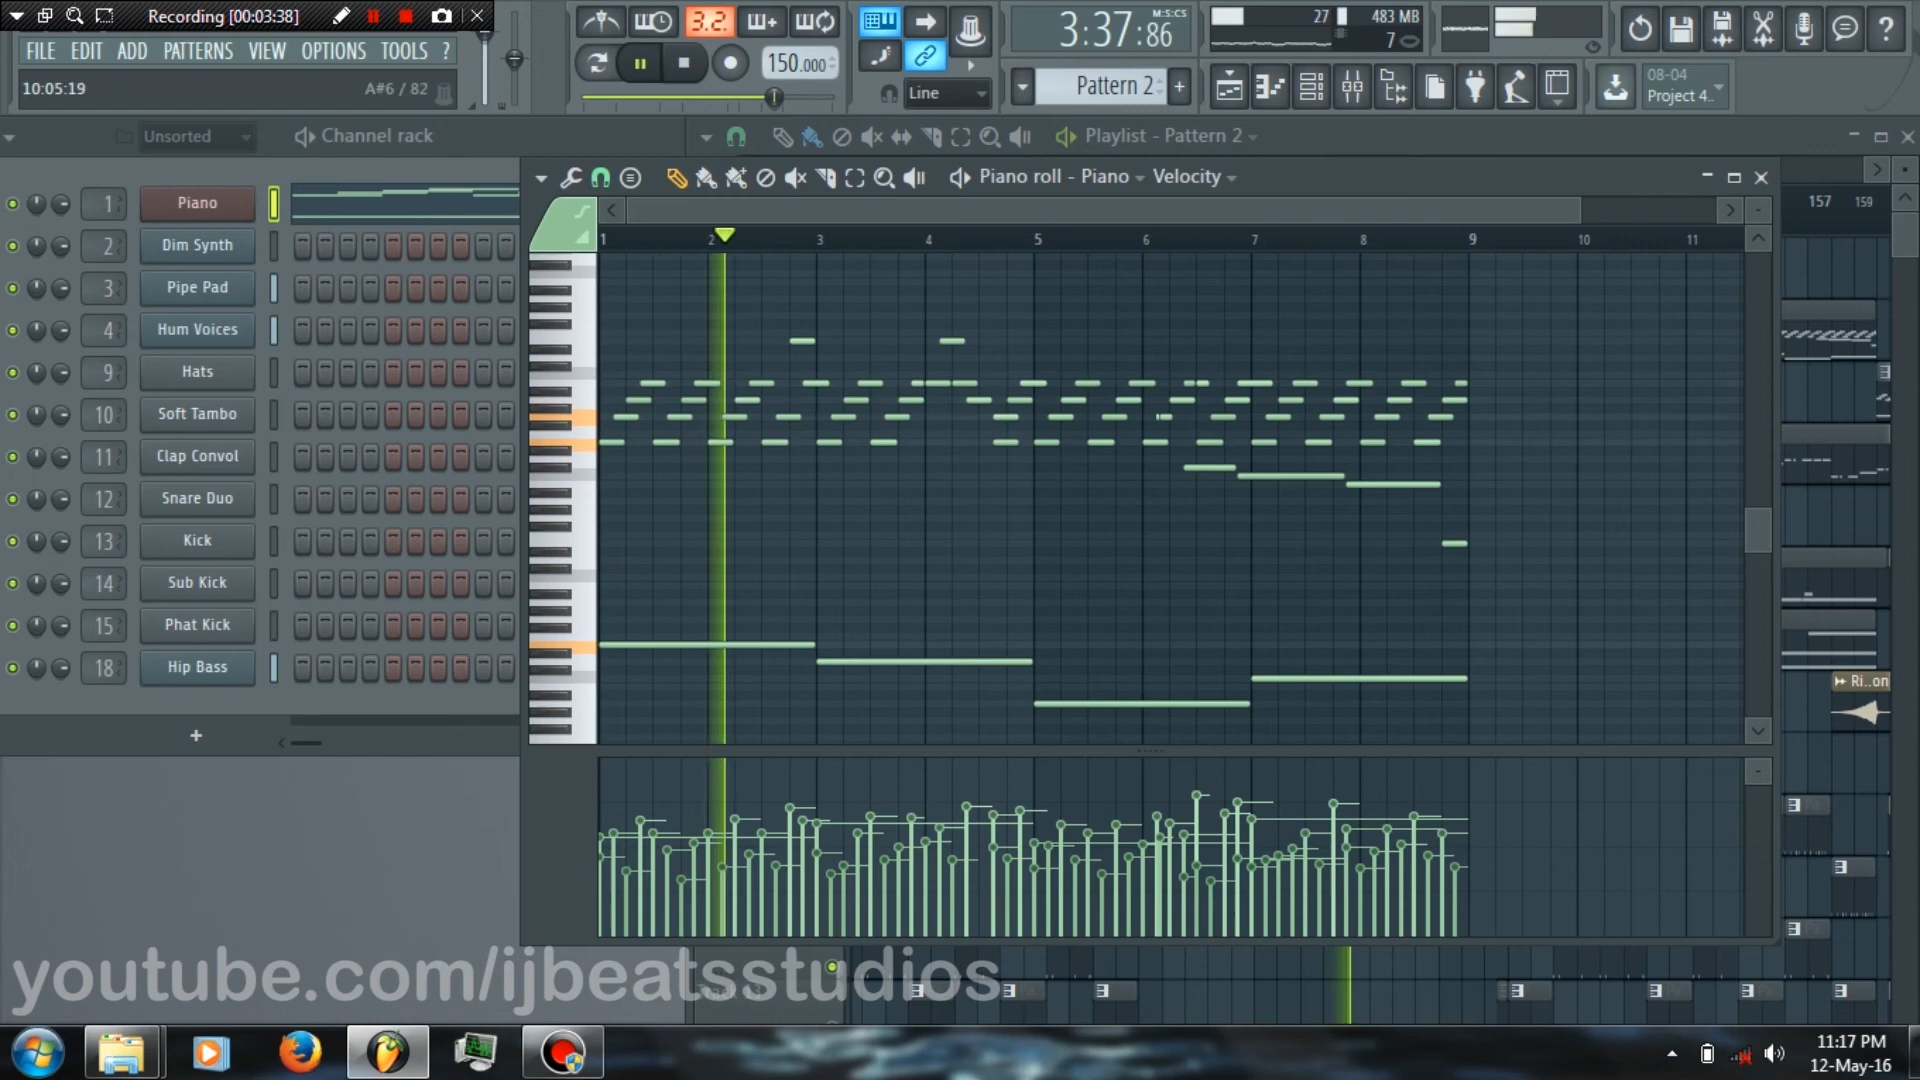 Recording [00:03:38]
FILE EDIT ADD PATTERNS VIEW OPTIONS TOOLS ?
10:05:19
A#6 / 82
3.2.
150.000
Line
3:37:86
M:S:CS
Pattern 2
+
27
483 MB
7
?
08-04
Project 4..
Unsorted
Channel rack
Playlist - Pattern 2
Piano roll - Piano
Velocity
1 2 3 4 5 6 7 8 9 10 11
157 159
1 Piano
2 Dim Synth
3 Pipe Pad
4 Hum Voices
9 Hats
10 Soft Tambo
11 Clap Convol
12 Snare Duo
13 Kick
14 Sub Kick
15 Phat Kick
18 Hip Bass
+
Ri..on
youtube.com/ijbeatsstudios
11:17 PM
12-May-16